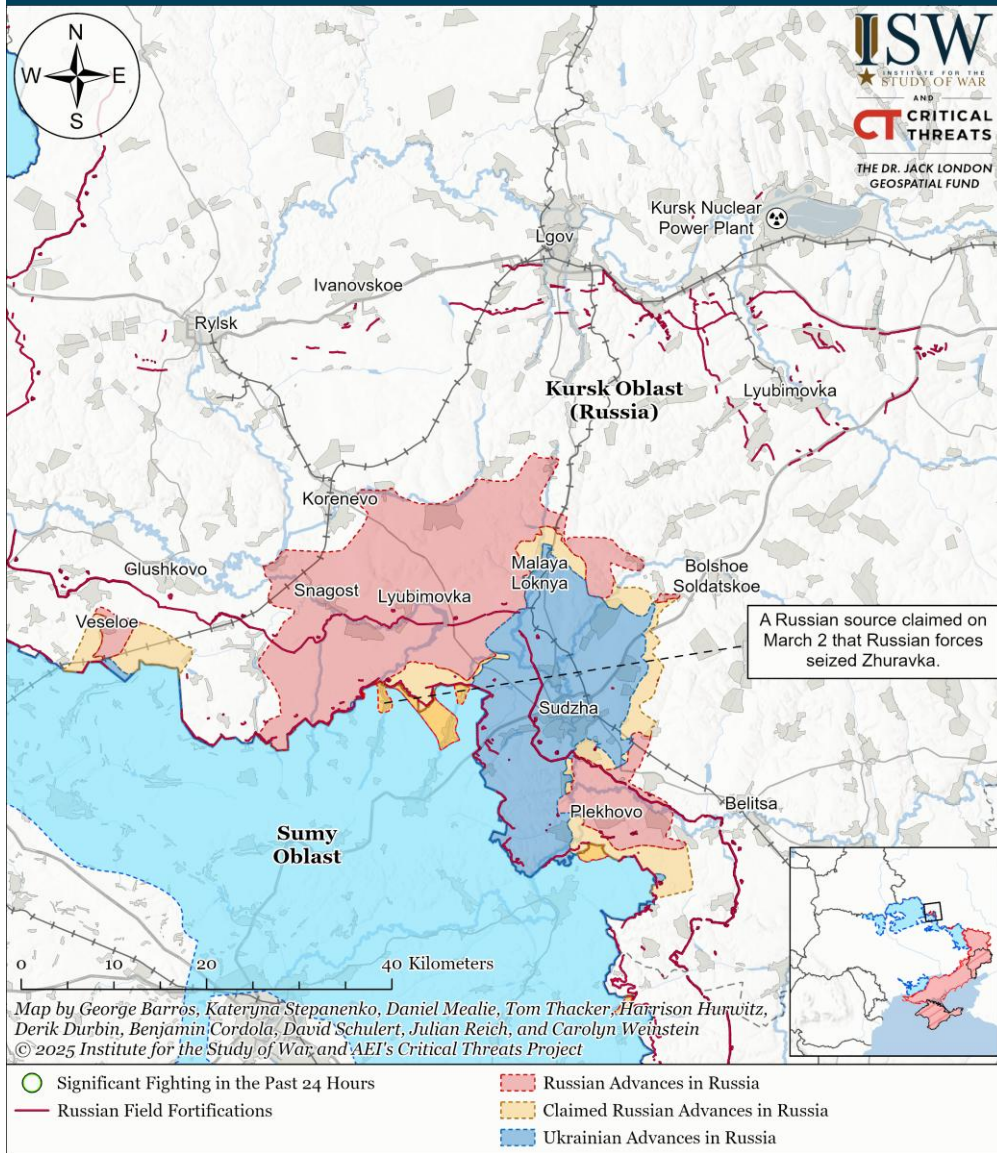 N
W
E
S
ISW
INSTITUTE FOR THE
STUDY OF WAR
AND
CT CRITICAL
THREATS
THE DR. JACK LONDON
GEOSPATIAL FUND
Kursk Nuclear
Power Plant
Lgov
Ivanovskoe
Rylsk
Kursk Oblast
(Russia)
Lyubimovka
Korenevo
Glushkovo
Malaya
Loknya
Bolshoe
Soldatskoe
Snagost
Lyubimovka
Veseloe
A Russian source claimed on
March 2 that Russian forces
seized Zhuravka.
Sudzha
Plekhovo
Belitsa
Sumy
Oblast
0 10 20 40 Kilometers
Map by George Barros, Kateryna Stepanenko, Daniel Mealie, Tom Thacker, Harrison Hurwitz,
Derik Durbin, Benjamin Cordola, David Schulert, Julian Reich, and Carolyn Weinstein
© 2025 Institute for the Study of War and AEI's Critical Threats Project
Significant Fighting in the Past 24 Hours
Russian Field Fortifications
Russian Advances in Russia
Claimed Russian Advances in Russia
Ukrainian Advances in Russia